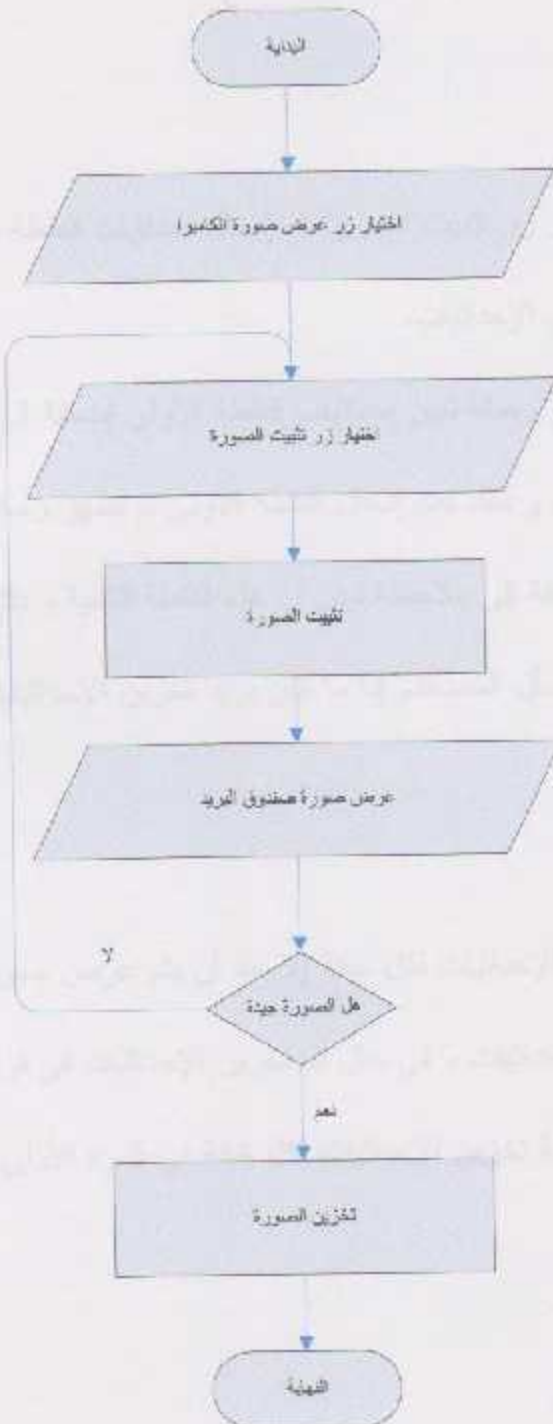 البداية
اختيار زر عرض صورة الكاميرا
اختيار زر تثبيت الصورة
تثبيت الصورة
عرض صورة صندوق البريد
لا
هل الصورة جيدة
نعم
تخزين الصورة
النهاية